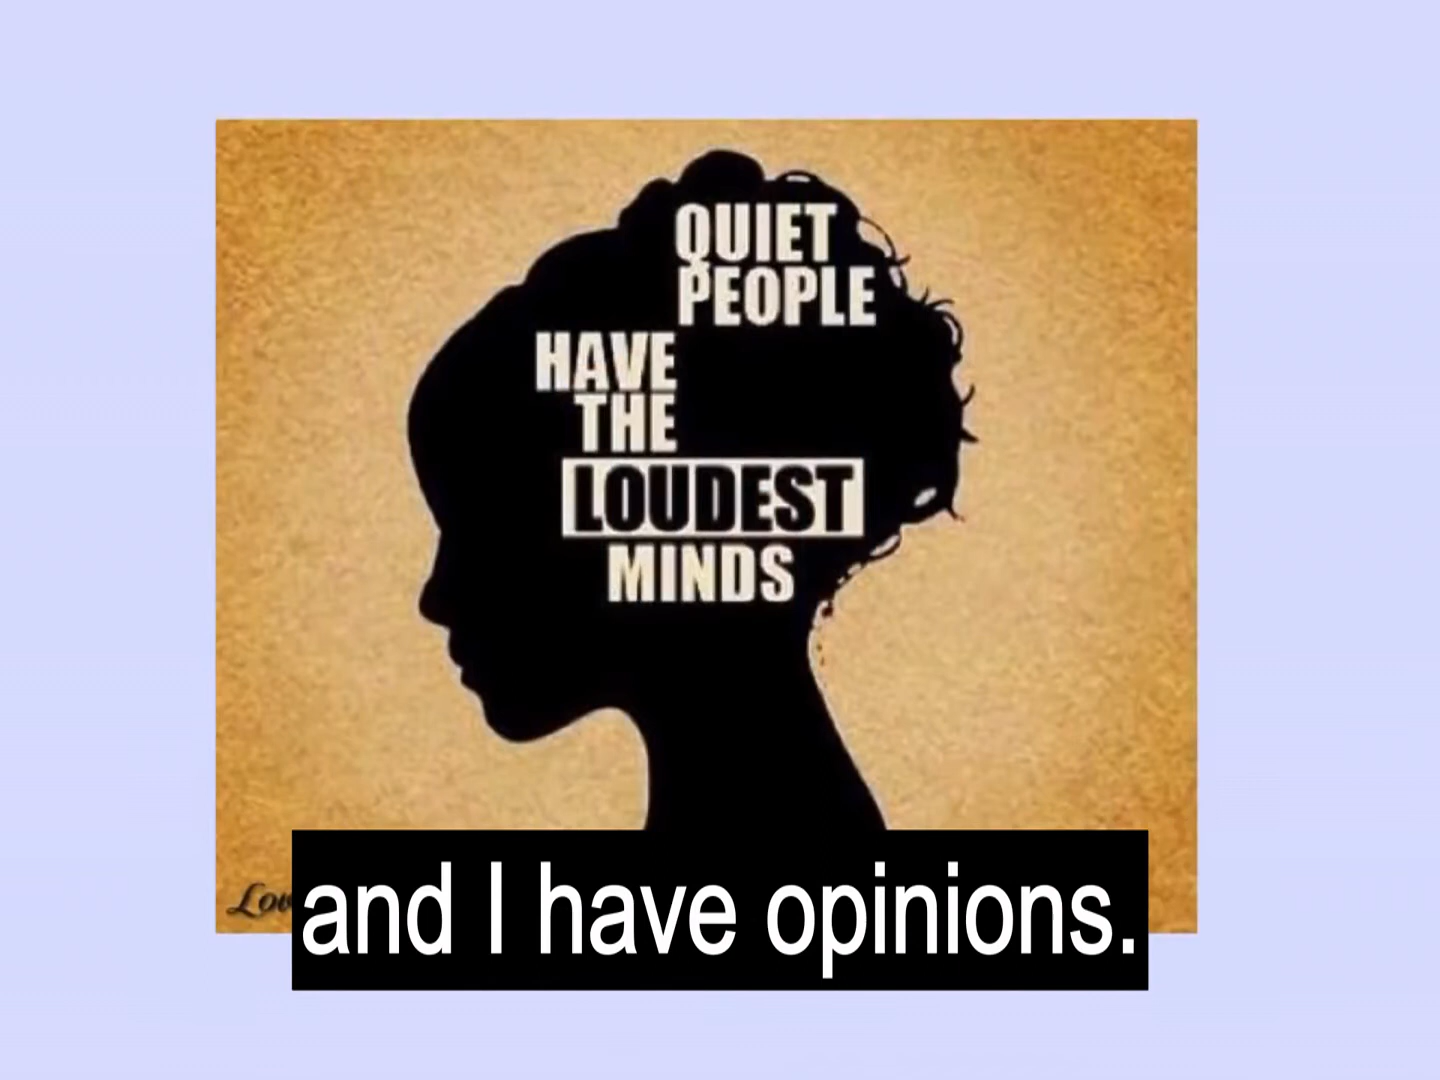 QUIET
PEOPLE
HAVE
THE
LOUDEST
MINDS
and I have opinions.